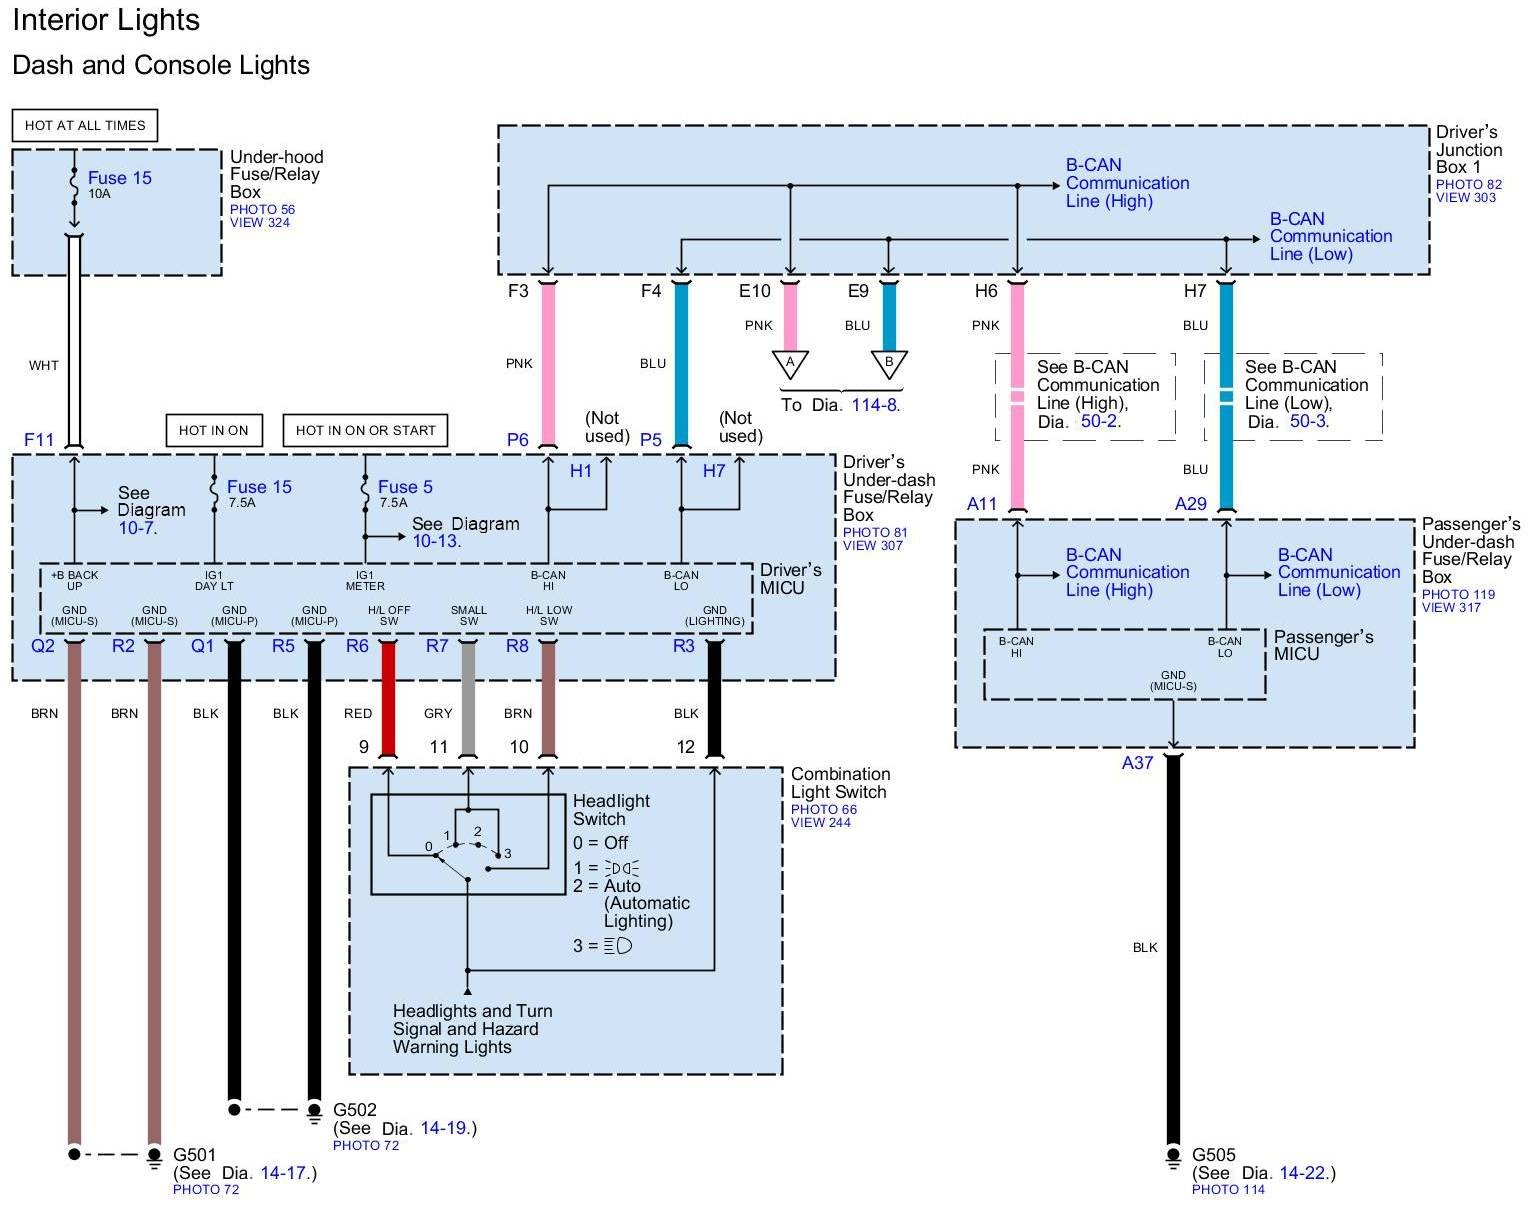 Interior Lights
Dash and Console Lights
HOT AT ALL TIMES
Fuse 15
10A
Under-hood
Fuse/Relay
Box
PHOTO 56
VIEW 324
B-CAN
Communication
Line (High)
B-CAN
Communication
Line (Low)
Driver's
Junction
Box 1
PHOTO 82
VIEW 303
F3
F4
E10
E9
H6
H7
WHT
PNK
BLU
PNK
BLU
PNK
BLU
A
B
To Dia. 114-8.
See B-CAN
Communication
Line (High),
Dia. 50-2.
See B-CAN
Communication
Line (Low),
Dia. 50-3.
F11
HOT IN ON
HOT IN ON OR START
P6
(Not
used)
P5
(Not
used)
PNK
BLU
H1
H7
A11
A29
See
Diagram
10-7.
Fuse 15
7.5A
Fuse 5
7.5A
See Diagram
10-13.
Driver's
Under-dash
Fuse/Relay
Box
PHOTO 81
VIEW 307
+B BACK
UP
IG1
DAY LT
IG1
METER
B-CAN
HI
B-CAN
LO
Driver's
MICU
GND
(MICU-S)
GND
(MICU-S)
GND
(MICU-P)
GND
(MICU-P)
H/L OFF
SW
SMALL
SW
H/L LOW
SW
GND
(LIGHTING)
Q2
R2
Q1
R5
R6
R7
R8
R3
B-CAN
Communication
Line (High)
B-CAN
Communication
Line (Low)
Passenger's
Under-dash
Fuse/Relay
Box
PHOTO 119
VIEW 317
B-CAN
HI
B-CAN
LO
Passenger's
MICU
GND
(MICU-S)
BRN
BRN
BLK
BLK
RED
GRY
BRN
BLK
9
11
10
12
A37
Combination
Light Switch
PHOTO 66
VIEW 244
Headlight
Switch
0
1
2
3
0 = Off
1 =
2 = Auto
(Automatic
Lighting)
3 =
Headlights and Turn
Signal and Hazard
Warning Lights
BLK
G502
(See Dia. 14-19.)
PHOTO 72
G501
(See Dia. 14-17.)
PHOTO 72
G505
(See Dia. 14-22.)
PHOTO 114